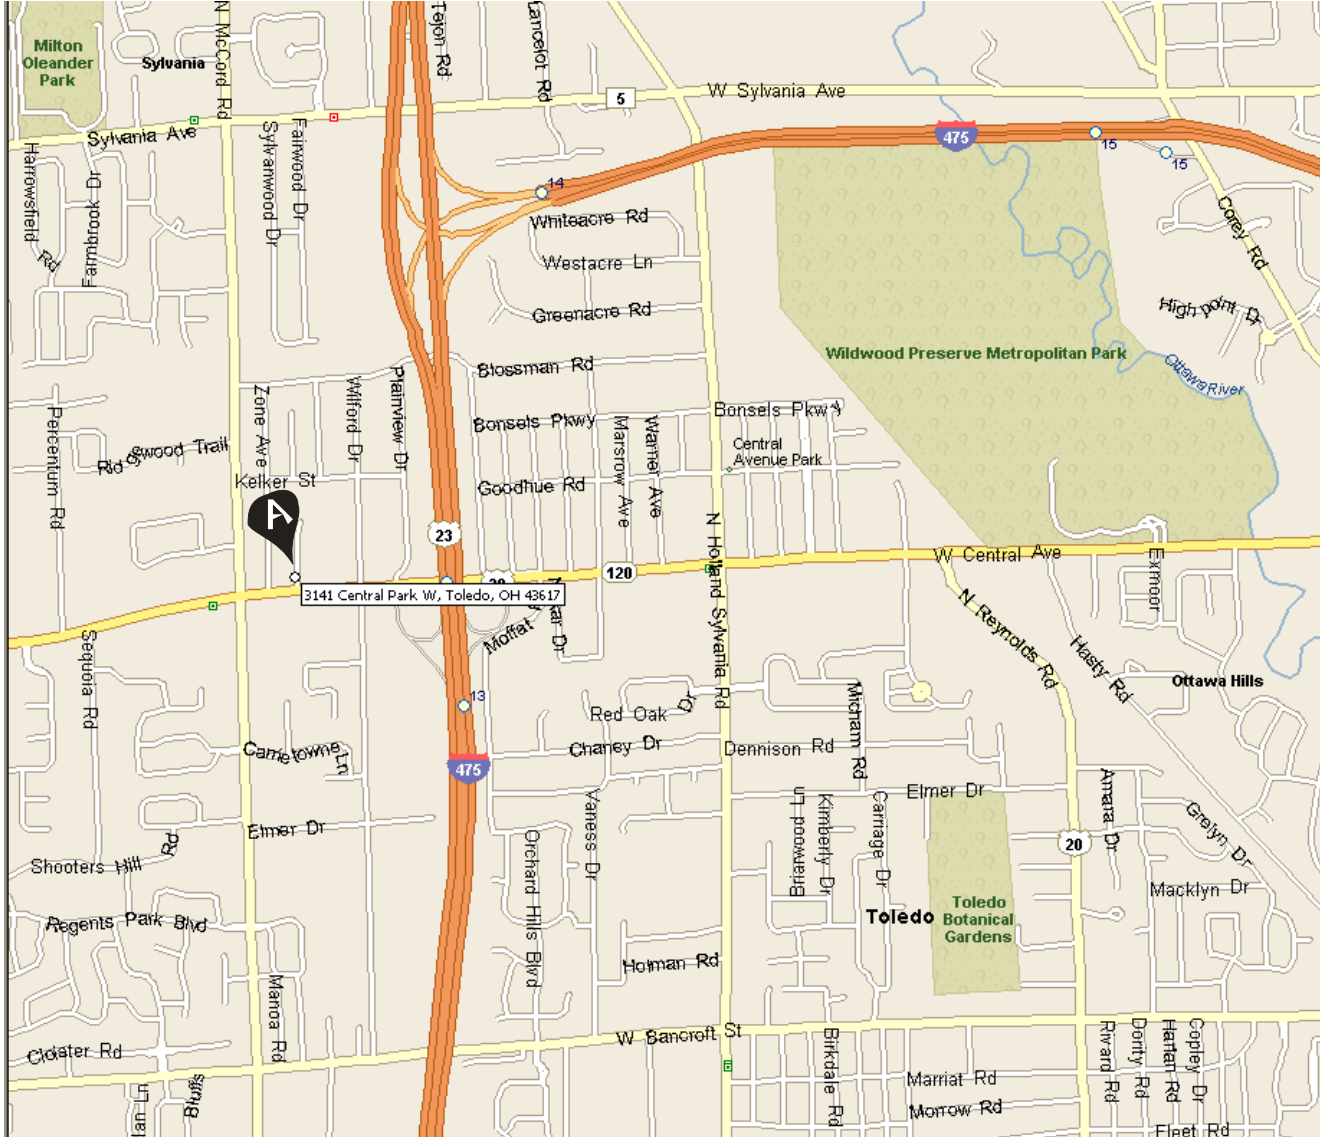 Milton
Oleander
Park
Sylvania
N McCord Rd
Tejon Rd
Lancelot Rd
5
W Sylvania Ave
475
15
15
Sylvania Ave
Harrowsfield Rd
Farmbrook Dr
Sylvanwood Dr
Fairwood Dr
14
Whiteacre Rd
Westacre Ln
Greenacre Rd
Corey Rd
High point Dr
Wildwood Preserve Metropolitan Park
Ottawa River
Blossman Rd
Plainview Dr
Wilford Dr
Zone Ave
Percentum Rd
Bonsels Pkwy
Bonsels Pkwy
Marsrow Ave
Warner Ave
Central
Avenue Park
Kelker St
Goodhue Rd
A
23
N Holland Sylvania Rd
W Central Ave
Exmoor
120
3141 Central Park W, Toledo, OH 43617
Moffat
N Reynolds Rd
Hasty Rd
Ottawa Hills
Sequoia Rd
13
Red Oak Dr
Micham Rd
Cametowne Ln
Chaney Dr
Dennison Rd
475
Elmer Dr
Amara Dr
Grelyn Dr
Vaness Dr
Briarwood Ln
Kimberly Dr
Carriage Dr
Elmer Dr
20
Shooters Hill Rd
Orchard Hills Blvd
Macklyn Dr
Toledo
Toledo
Botanical
Gardens
Regents Park Blvd
Holman Rd
Manoa Rd
W Bancroft St
Cloister Rd
Birkdale Rd
Rivard Rd
Dority Rd
Harlan Rd
Copley Dr
Marriat Rd
Bluffs
lan Ln
Morrow Rd
Fleet Rd